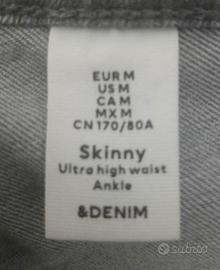 EUR M
US M
CA M
MX M
CN 170/80A
Skinny
Ultra high waist
Ankle
&DENIM
subito